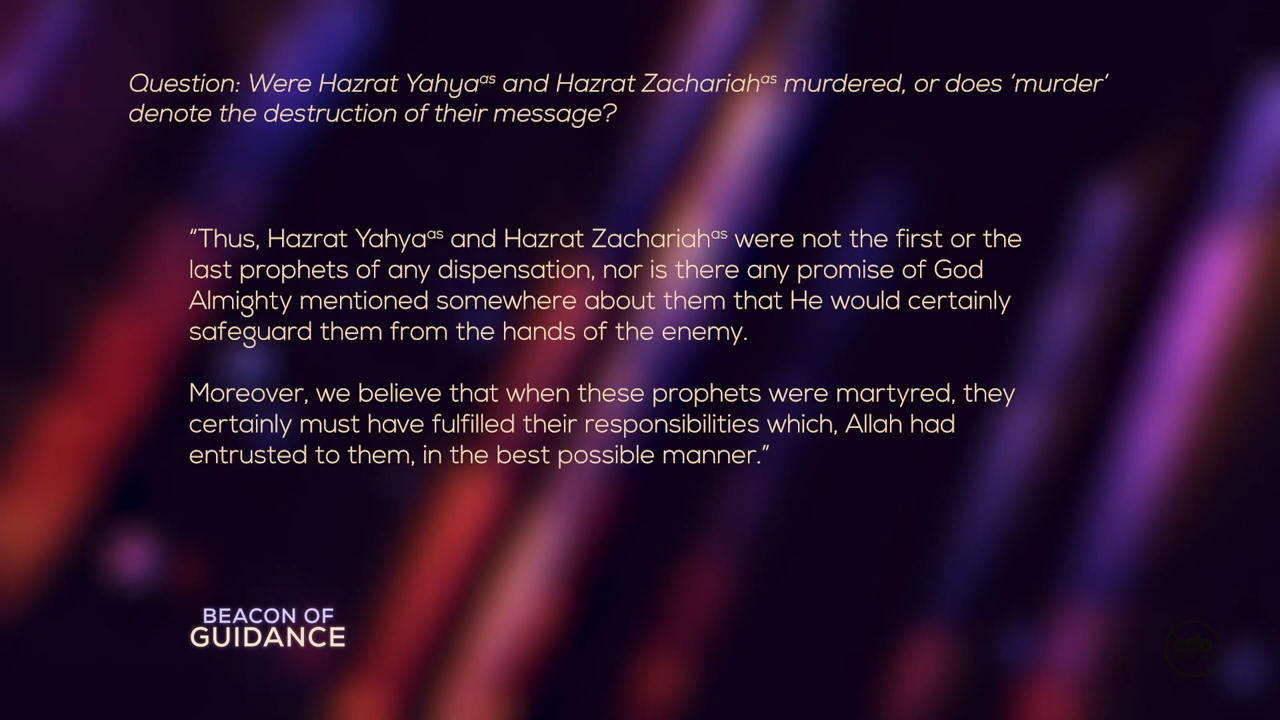 Question: Were Hazrat Yahyaᵃˢ and Hazrat Zachariahᵃˢ murdered, or does ‘murder’
denote the destruction of their message?
“Thus, Hazrat Yahyaᵃˢ and Hazrat Zachariahᵃˢ were not the first or the
last prophets of any dispensation, nor is there any promise of God
Almighty mentioned somewhere about them that He would certainly
safeguard them from the hands of the enemy.
Moreover, we believe that when these prophets were martyred, they
certainly must have fulfilled their responsibilities which, Allah had
entrusted to them, in the best possible manner.”
BEACON OF
GUIDANCE